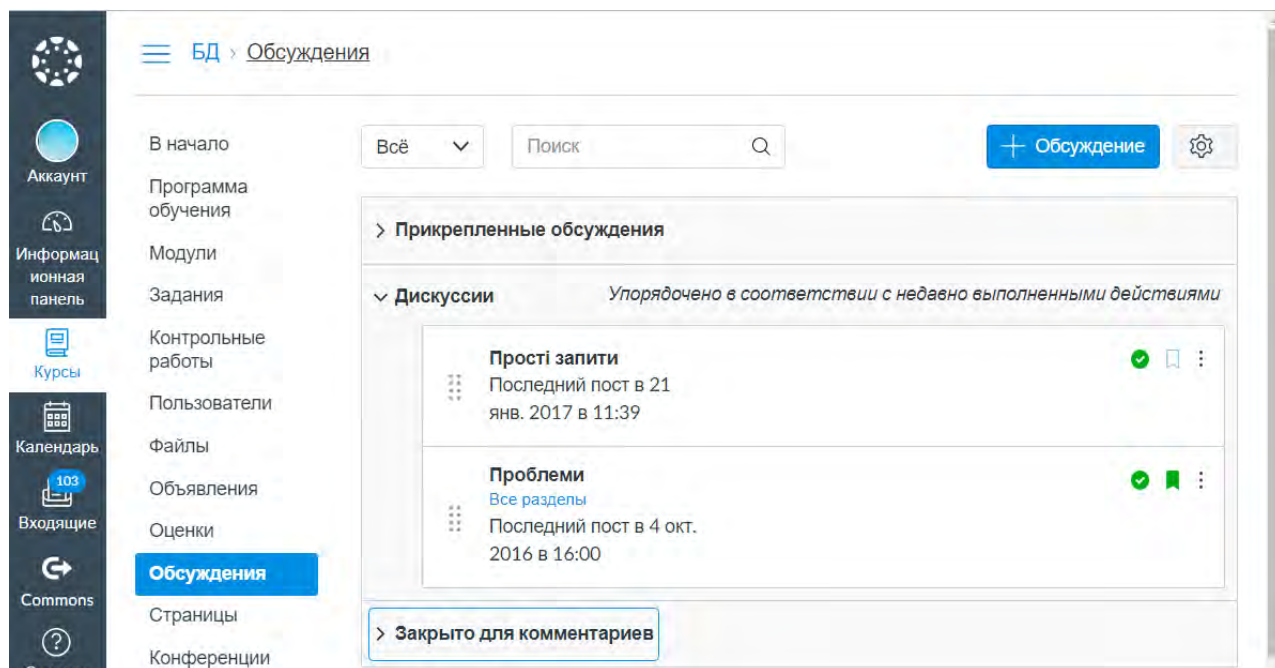 БД › Обсуждения
Аккаунт
Информац
ионная
панель
Курсы
Календарь
103
Входящие
Commons
В начало
Программа
обучения
Модули
Задания
Контрольные
работы
Пользователи
Файлы
Объявления
Оценки
Обсуждения
Страницы
Конференции
Всё
Поиск
Обсуждение
Прикрепленные обсуждения
Дискуссии
Упорядочено в соответствии с недавно выполненными действиями
Прості запити
Последний пост в 21
янв. 2017 в 11:39
Проблеми
Все разделы
Последний пост в 4 окт.
2016 в 16:00
Закрыто для комментариев